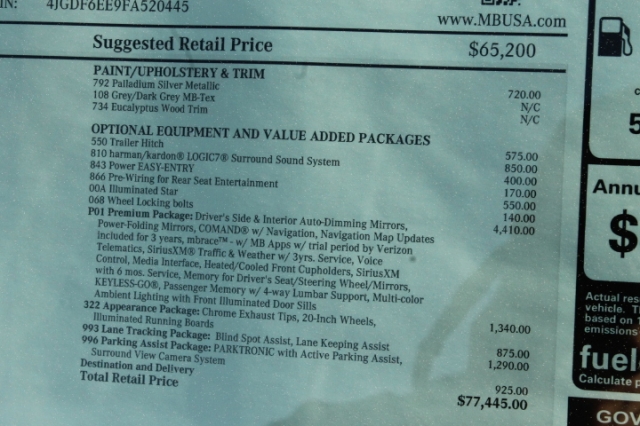 IN: 4JGDF6EE9FA520445
www.MBUSA.com
Suggested Retail Price $65,200
PAINT/UPHOLSTERY & TRIM
792 Palladium Silver Metallic 720.00
108 Grey/Dark Grey MB-Tex N/C
734 Eucalyptus Wood Trim N/C
OPTIONAL EQUIPMENT AND VALUE ADDED PACKAGES
550 Trailer Hitch 575.00
810 harman/kardon® LOGIC7® Surround Sound System 850.00
843 Power EASY-ENTRY 400.00
866 Pre-Wiring for Rear Seat Entertainment 170.00
00A Illuminated Star 550.00
068 Wheel Locking bolts 140.00
P01 Premium Package: Driver's Side & Interior Auto-Dimming Mirrors, 4,410.00
Power-Folding Mirrors, COMAND® w/ Navigation, Navigation Map Updates
included for 3 years, mbrace™ - w/ MB Apps w/ trial period by Verizon
Telematics, SiriusXM® Traffic & Weather w/ 3yrs. Service, Voice
Control, Media Interface, Heated/Cooled Front Cupholders, SiriusXM
with 6 mos. Service, Memory for Driver's Seat/Steering Wheel/Mirrors,
KEYLESS-GO®, Passenger Memory w/ 4-way Lumbar Support, Multi-color
Ambient Lighting with Front Illuminated Door Sills
322 Appearance Package: Chrome Exhaust Tips, 20-Inch Wheels, 1,340.00
Illuminated Running Boards
993 Lane Tracking Package: Blind Spot Assist, Lane Keeping Assist 875.00
996 Parking Assist Package: PARKTRONIC with Active Parking Assist, 1,290.00
Surround View Camera System
Destination and Delivery 925.00
Total Retail Price $77,445.00
5
Annu
$
Actual res
vehicle. T
based on 1
emissions
fuel
Calculate p
GOV